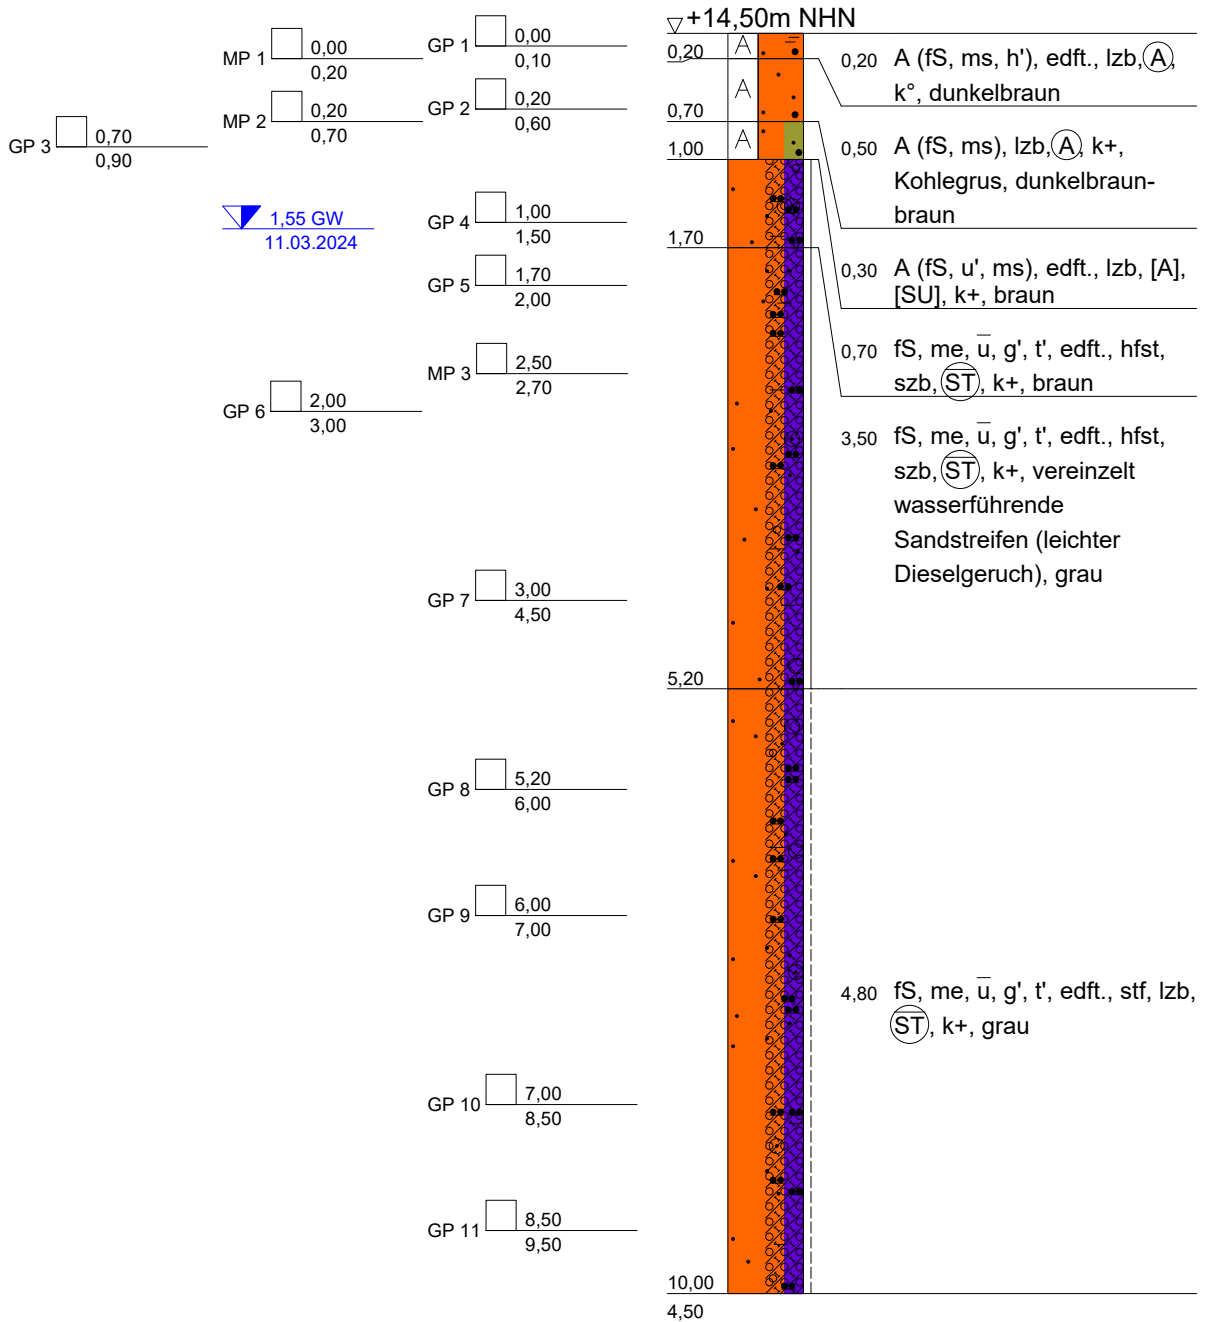 +14,50m NHN
MP 1 0,00
0,20
GP 1 0,00
0,10
MP 2 0,20
0,70
GP 2 0,20
0,60
GP 3 0,70
0,90
1,55 GW
11.03.2024
GP 4 1,00
1,50
GP 5 1,70
2,00
MP 3 2,50
2,70
GP 6 2,00
3,00
GP 7 3,00
4,50
GP 8 5,20
6,00
GP 9 6,00
7,00
GP 10 7,00
8,50
GP 11 8,50
9,50
0,20
0,70
1,00
1,70
5,20
10,00
4,50
A
A
A
0,20 A (fS, ms, h'), edft., lzb, A,
k°, dunkelbraun
0,50 A (fS, ms), lzb, A, k+,
Kohlegrus, dunkelbraun-
braun
0,30 A (fS, u', ms), edft., lzb, [A],
[SU], k+, braun
0,70 fS, me, u̅, g', t', edft., hfst,
szb, S̅T̅, k+, braun
3,50 fS, me, u̅, g', t', edft., hfst,
szb, S̅T̅, k+, vereinzelt
wasserführende
Sandstreifen (leichter
Dieselgeruch), grau
4,80 fS, me, u̅, g', t', edft., stf, lzb,
S̅T̅, k+, grau